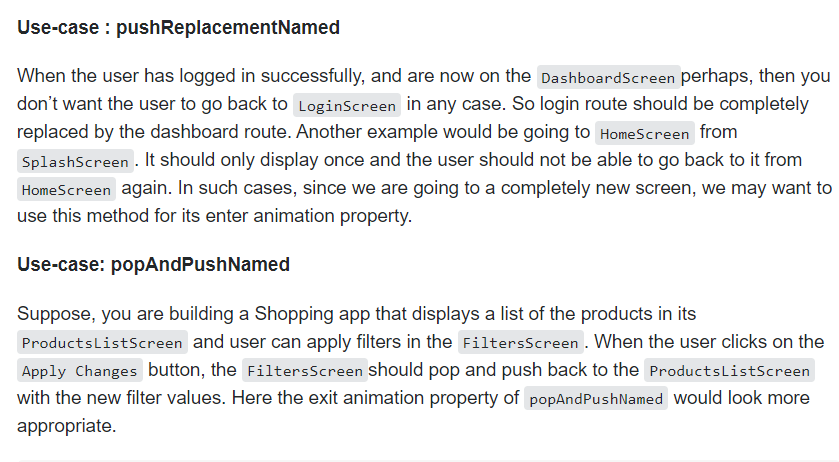 Use-case : pushReplacementNamed
When the user has logged in successfully, and are now on the DashboardScreen perhaps, then you
don’t want the user to go back to LoginScreen in any case. So login route should be completely
replaced by the dashboard route. Another example would be going to HomeScreen from
SplashScreen . It should only display once and the user should not be able to go back to it from
HomeScreen again. In such cases, since we are going to a completely new screen, we may want to
use this method for its enter animation property.
Use-case: popAndPushNamed
Suppose, you are building a Shopping app that displays a list of the products in its
ProductsListScreen and user can apply filters in the FiltersScreen . When the user clicks on the
Apply Changes button, the FiltersScreen should pop and push back to the ProductsListScreen
with the new filter values. Here the exit animation property of popAndPushNamed would look more
appropriate.